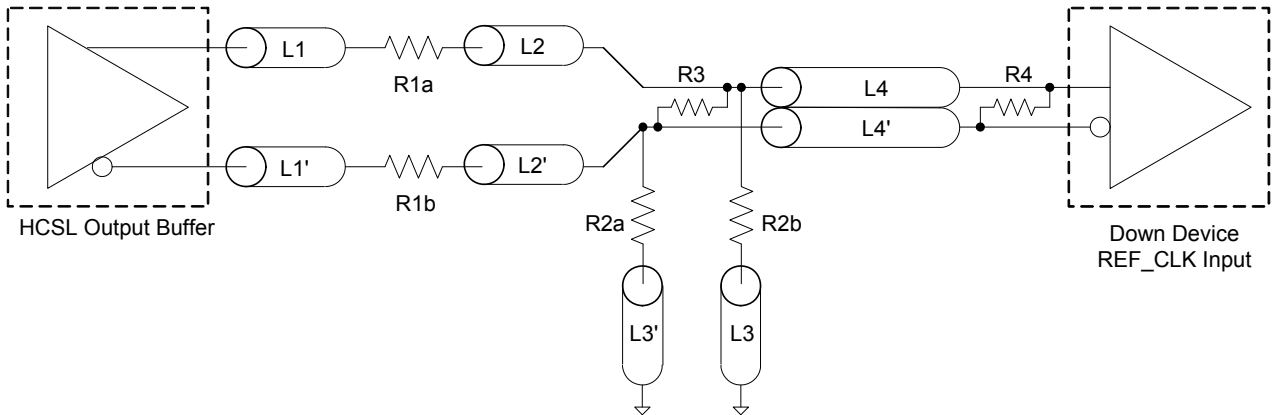 L1
R1a
L2
R3
L4
R4
L4'
L1'
R1b
L2'
HCSL Output Buffer
R2a
R2b
Down Device
REF_CLK Input
L3'
L3